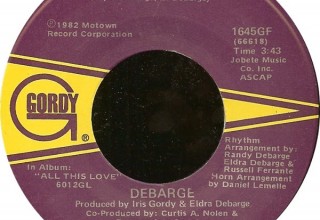 Debarge)
℗1982 Motown
Record Corporation
1645GF
(66618)
Time 3:43
Jobete Music
Co. Inc.
ASCAP
GORDY
G
In Album:
"ALL THIS LOVE"
6012GL
Rhythm
Arrangement by:
Randy Debarge
Eldra Debarge &
Russell Ferrante
Horn Arrangement
by Daniel Lemelle
DEBARGE
Produced by Iris Gordy & Eldra Debarge
Co-Produced by: Curtis A. Nolen &